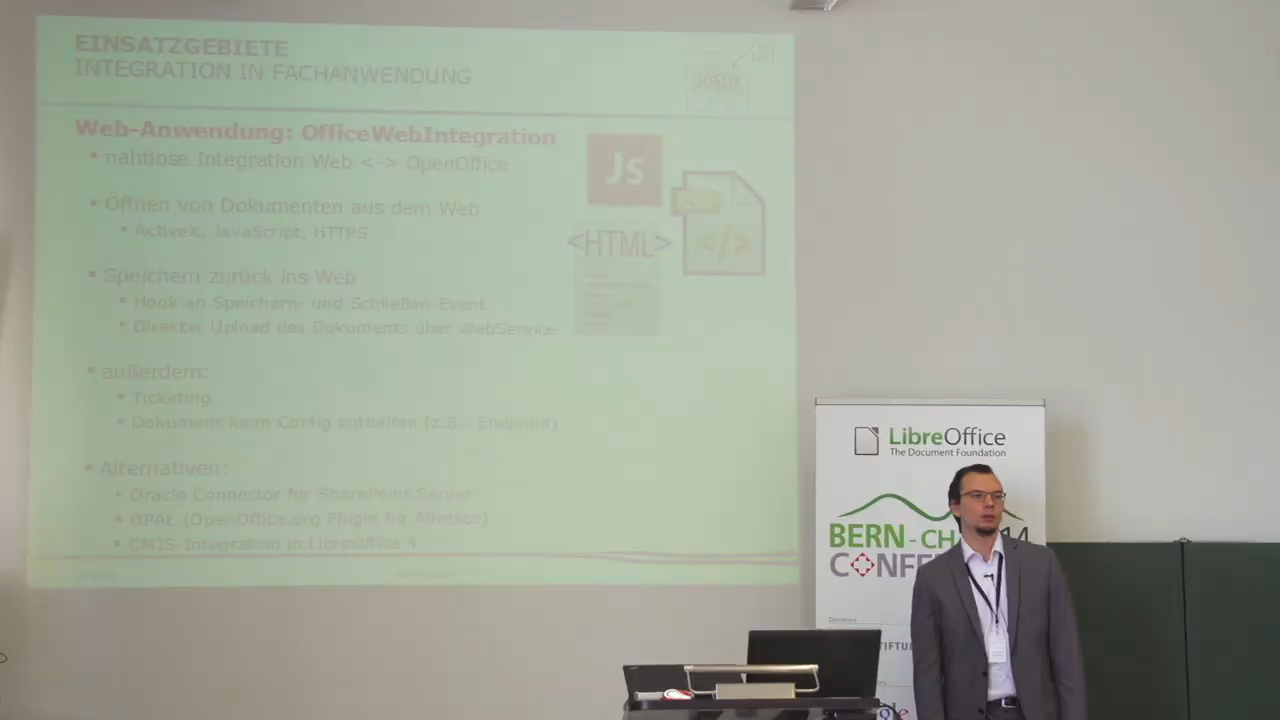 EINSATZGEBIETE
INTEGRATION IN FACHANWENDUNG
Web-Anwendung: OfficeWebIntegration
nahtlose Integration Web <-> OpenOffice
Öffnen von Dokumenten aus dem Web
ActiveX, JavaScript, HTTPS
Speichern zurück ins Web
Hook an Speichern- und Schließen-Event
Direkter Upload des Dokuments über WebService
außerdem:
Ticketing
Dokument kann Config enthalten (z.B. Endpoint)
Alternativen:
Oracle Connector for SharePoint Server
OPAL (OpenOffice.org Plugin for Alfresco)
CMIS-Integration in LibreOffice 4
JS
<HTML>
</>
LibreOffice
The Document Foundation
BERN - CH 14
CONFE